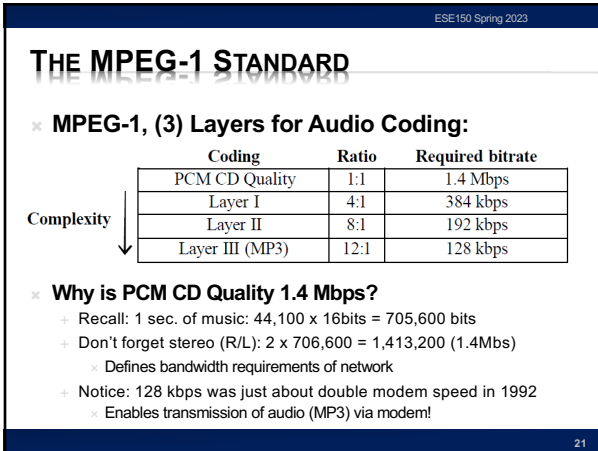 ESE150 Spring 2023
THE MPEG-1 STANDARD
MPEG-1, (3) Layers for Audio Coding:
Coding Ratio Required bitrate
PCM CD Quality 1:1 1.4 Mbps
Layer I 4:1 384 kbps
Complexity
Layer II 8:1 192 kbps
Layer III (MP3) 12:1 128 kbps
Why is PCM CD Quality 1.4 Mbps?
+ Recall: 1 sec. of music: 44,100 x 16bits = 705,600 bits
+ Don't forget stereo (R/L): 2 x 706,600 = 1,413,200 (1.4Mbs)
Defines bandwidth requirements of network
+ Notice: 128 kbps was just about double modem speed in 1992
Enables transmission of audio (MP3) via modem!
21